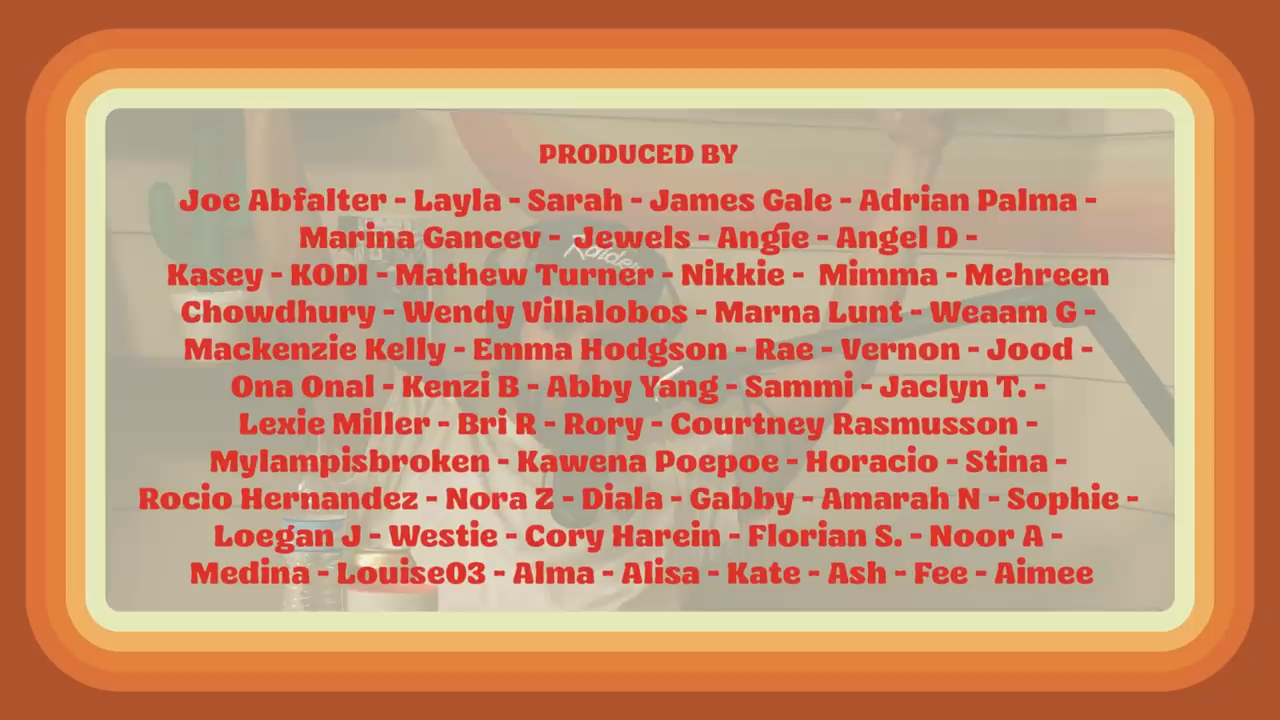 PRODUCED BY
Joe Abfalter - Layla - Sarah - James Gale - Adrian Palma -
Marina Gancev - Jewels - Angie - Angel D -
Kasey - KODI - Mathew Turner - Nikkie - Mimma - Mehreen
Chowdhury - Wendy Villalobos - Marna Lunt - Weaam G -
Mackenzie Kelly - Emma Hodgson - Rae - Vernon - Jood -
Ona Onal - Kenzi B - Abby Yang - Sammi - Jaclyn T. -
Lexie Miller - Bri R - Rory - Courtney Rasmusson -
Mylampisbroken - Kawena Poepoe - Horacio - Stina -
Rocio Hernandez - Nora Z - Diala - Gabby - Amarah N - Sophie -
Loegan J - Westie - Cory Harein - Florian S. - Noor A -
Medina - Louise03 - Alma - Alisa - Kate - Ash - Fee - Aimee
Raiders